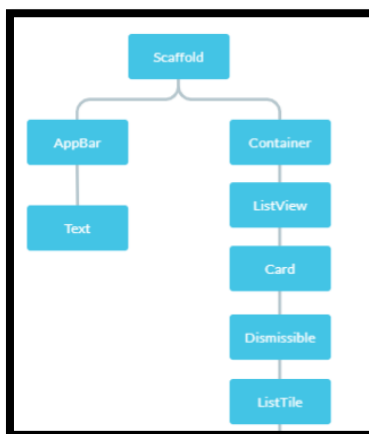 Scaffold
AppBar
Container
ListView
Text
Card
Dismissible
ListTile